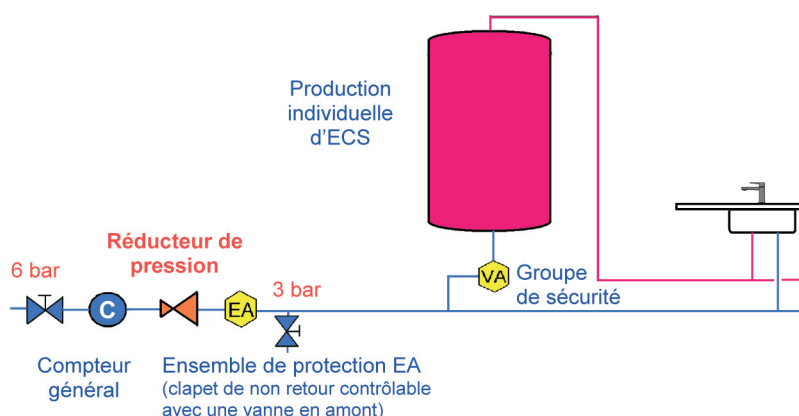 Production
individuelle
d'ECS
Réducteur de
pression
6 bar
3 bar
C
EA
VA
Groupe
de sécurité
Compteur
général
Ensemble de protection EA
(clapet de non retour contrôlable
avec une vanne en amont)